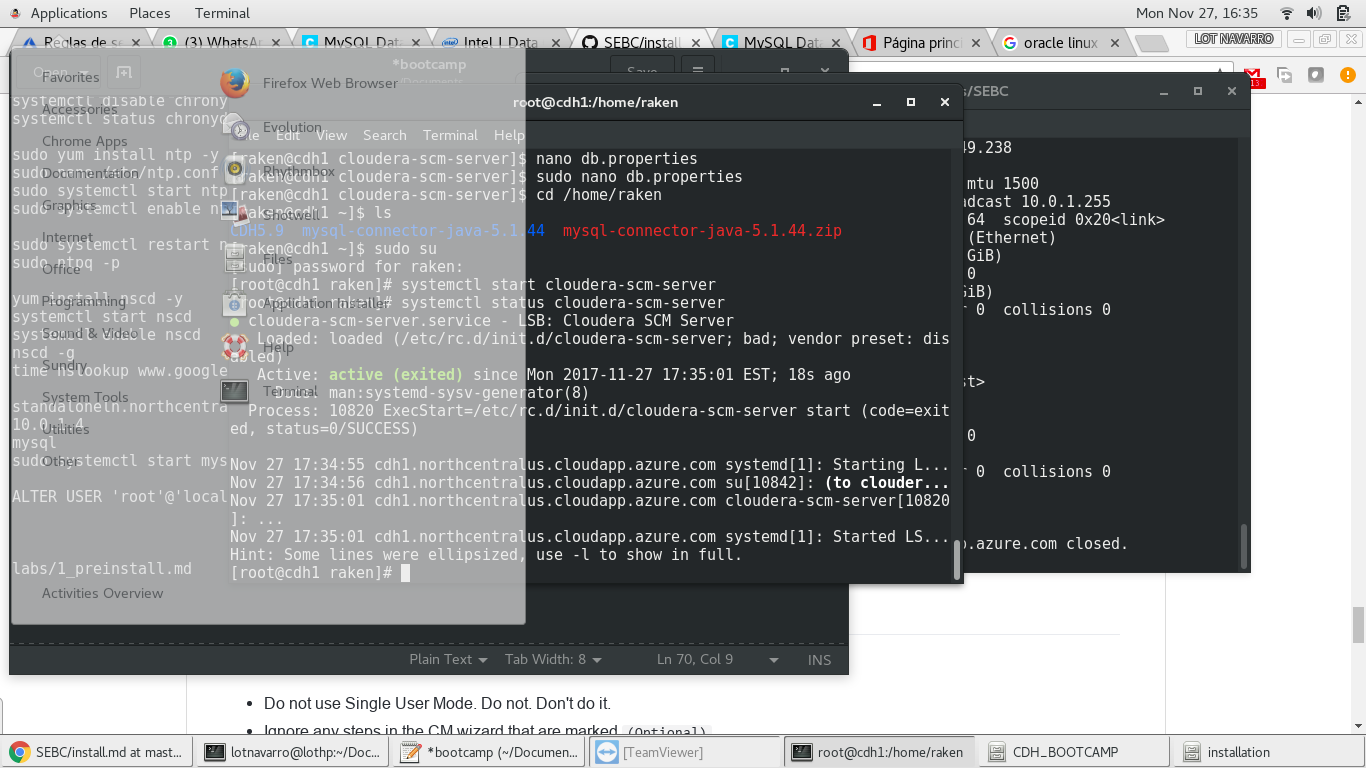 Applications Places Terminal
Mon Nov 27, 16:35
Reglas de se
(3) WhatsA
MySQL Data
Intel | Data
SEBC/install
MySQL Data
Página princi
oracle linux
LOT NAVARRO
*bootcamp
Save
root@cdh1:/home/raken
s/SEBC
13
Favorites
Accessories
Chrome Apps
Documentation
Graphics
Internet
Office
Programming
Sound & Video
Sundry
System Tools
Utilities
Other
Activities Overview
Firefox Web Browser
Evolution
Rhythmbox
Shotwell
Files
Application Installer
Help
Terminal
systemctl disable chrony
systemctl status chronyd
sudo yum install ntp -y
sudo nano /etc/ntp.conf
sudo systemctl start ntp
sudo systemctl enable n
sudo systemctl restart n
sudo ntpq -p
yum install nscd -y
systemctl start nscd
systemctl enable nscd
nscd -g
time nslookup www.google
standaloneln.northcentra
10.0.1.4
mysql
sudo systemctl start mys
ALTER USER 'root'@'local
labs/1_preinstall.md
File Edit View Search Terminal Help
[raken@cdh1 cloudera-scm-server]$ nano db.properties
[raken@cdh1 cloudera-scm-server]$ sudo nano db.properties
[raken@cdh1 cloudera-scm-server]$ cd /home/raken
[raken@cdh1 ~]$ ls
CDH5.9 mysql-connector-java-5.1.44 mysql-connector-java-5.1.44.zip
[raken@cdh1 ~]$ sudo su
[sudo] password for raken:
[root@cdh1 raken]# systemctl start cloudera-scm-server
[root@cdh1 raken]# systemctl status cloudera-scm-server
● cloudera-scm-server.service - LSB: Cloudera SCM Server
Loaded: loaded (/etc/rc.d/init.d/cloudera-scm-server; bad; vendor preset: dis
abled)
Active: active (exited) since Mon 2017-11-27 17:35:01 EST; 18s ago
Docs: man:systemd-sysv-generator(8)
Process: 10820 ExecStart=/etc/rc.d/init.d/cloudera-scm-server start (code=exit
ed, status=0/SUCCESS)
Nov 27 17:34:55 cdh1.northcentralus.cloudapp.azure.com systemd[1]: Starting L...
Nov 27 17:34:56 cdh1.northcentralus.cloudapp.azure.com su[10842]: (to clouder...
Nov 27 17:35:01 cdh1.northcentralus.cloudapp.azure.com cloudera-scm-server[10820
]: ...
Nov 27 17:35:01 cdh1.northcentralus.cloudapp.azure.com systemd[1]: Started LS...
Hint: Some lines were ellipsized, use -l to show in full.
[root@cdh1 raken]#
49.238
mtu 1500
adcast 10.0.1.255
64 scopeid 0x20<link>
(Ethernet)
GiB)
0
GiB)
r 0 collisions 0
st>
0
r 0 collisions 0
p.azure.com closed.
Plain Text Tab Width: 8 Ln 70, Col 9 INS
• Do not use Single User Mode. Do not. Don't do it.
• Ignore any steps in the CM wizard that are marked (Optional)
SEBC/install.md at mast...
lotnavarro@lothp:~/Doc...
*bootcamp (~/Documen...
[TeamViewer]
root@cdh1:/home/raken
CDH_BOOTCAMP
installation